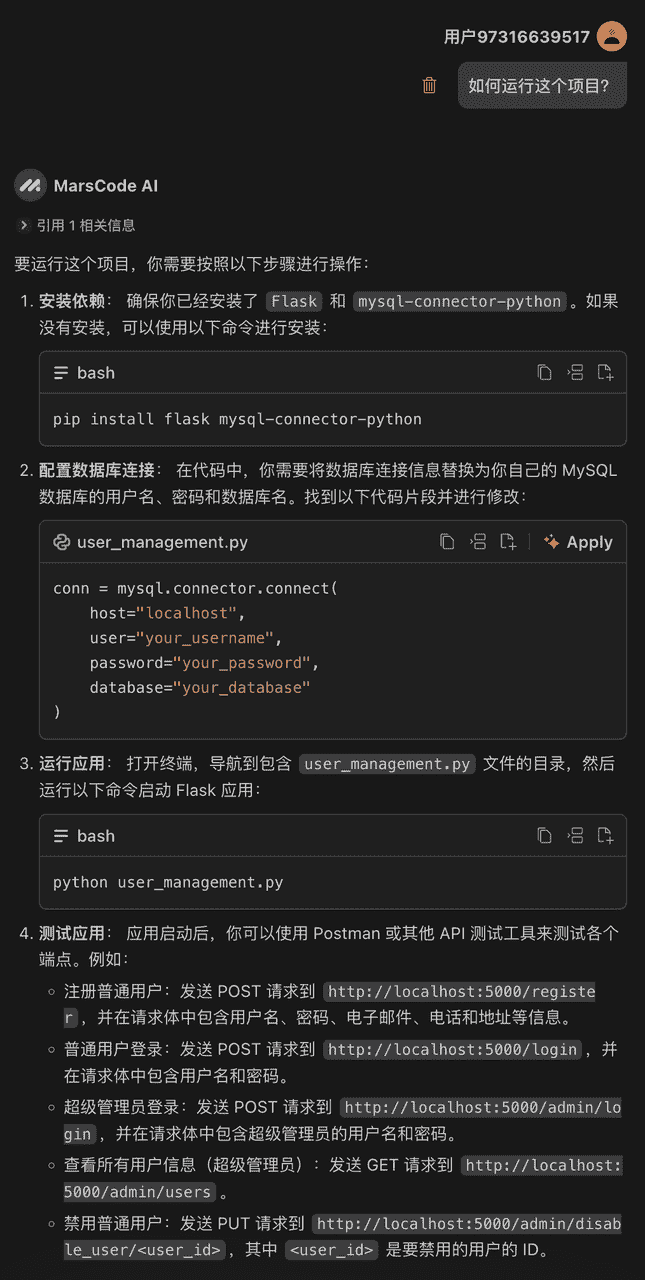 用户97316639517
如何运行这个项目?
MarsCode AI
引用 1 相关信息
要运行这个项目，你需要按照以下步骤进行操作：
1. 安装依赖： 确保你已经安装了 Flask 和 mysql-connector-python 。如果
没有安装，可以使用以下命令进行安装：
bash
pip install flask mysql-connector-python
2. 配置数据库连接： 在代码中，你需要将数据库连接信息替换为你自己的 MySQL
数据库的用户名、密码和数据库名。找到以下代码片段并进行修改：
user_management.py Apply
conn = mysql.connector.connect(
host="localhost",
user="your_username",
password="your_password",
database="your_database"
)
3. 运行应用： 打开终端，导航到包含 user_management.py 文件的目录，然后
运行以下命令启动 Flask 应用：
bash
python user_management.py
4. 测试应用： 应用启动后，你可以使用 Postman 或其他 API 测试工具来测试各个
端点。例如：
◦ 注册普通用户：发送 POST 请求到 http://localhost:5000/registe
r ，并在请求体中包含用户名、密码、电子邮件、电话和地址等信息。
◦ 普通用户登录：发送 POST 请求到 http://localhost:5000/login ，并
在请求体中包含用户名和密码。
◦ 超级管理员登录：发送 POST 请求到 http://localhost:5000/admin/lo
gin ，并在请求体中包含超级管理员的用户名和密码。
◦ 查看所有用户信息（超级管理员）：发送 GET 请求到 http://localhost:
5000/admin/users 。
◦ 禁用普通用户：发送 PUT 请求到 http://localhost:5000/admin/disab
le_user/<user_id> ，其中 <user_id> 是要禁用的用户的 ID。